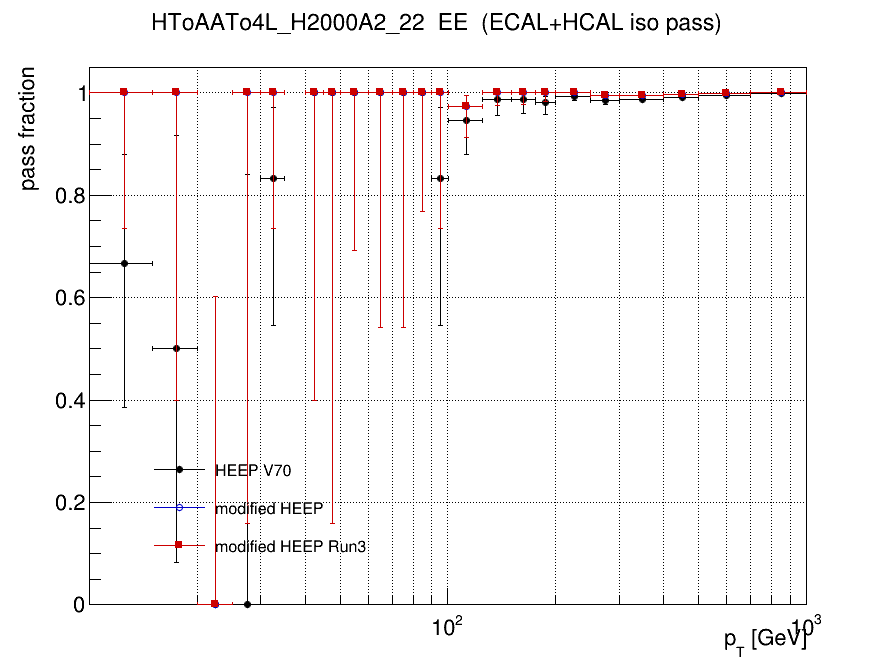 HToAATo4L_H2000A2_22 EE (ECAL+HCAL iso pass)
pass fraction
1
0.8
0.6
0.4
0.2
0
HEEP V70
modified HEEP
modified HEEP Run3
10²
10³
p_T [GeV]